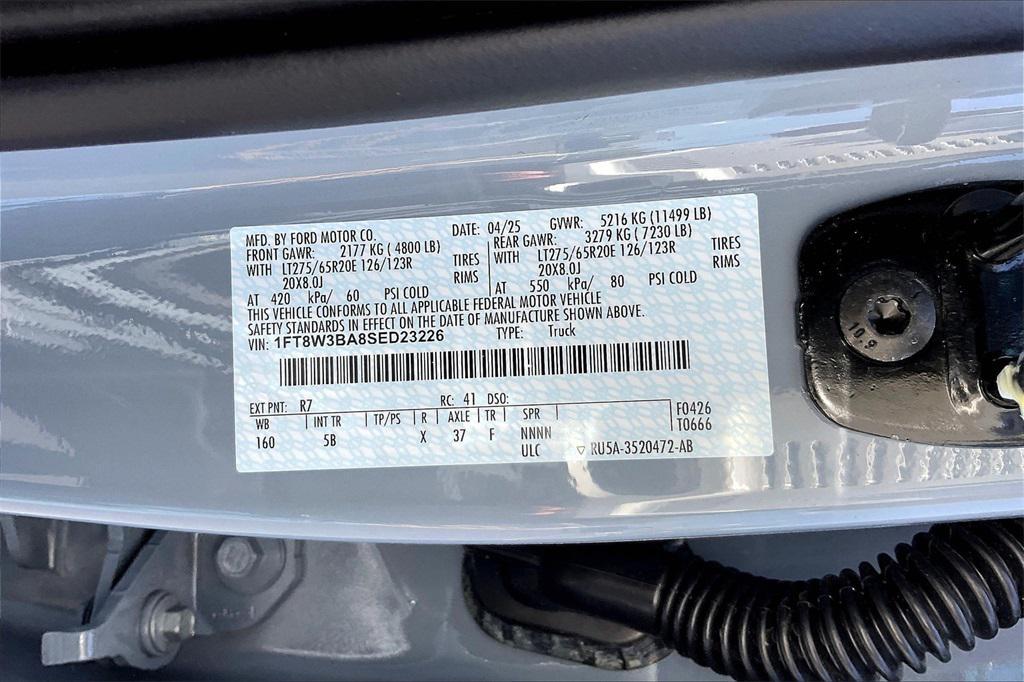 MFD. BY FORD MOTOR CO. DATE: 04/25 GVWR: 5216 KG (11499 LB)
FRONT GAWR: 2177 KG ( 4800 LB) REAR GAWR: 3279 KG ( 7230 LB)
WITH LT275/65R20E 126/123R TIRES WITH LT275/65R20E 126/123R TIRES
20X8.0J RIMS 20X8.0J RIMS
AT 420 kPa/ 60 PSI COLD AT 550 kPa/ 80 PSI COLD
THIS VEHICLE CONFORMS TO ALL APPLICABLE FEDERAL MOTOR VEHICLE
SAFETY STANDARDS IN EFFECT ON THE DATE OF MANUFACTURE SHOWN ABOVE.
VIN: 1FT8W3BA8SED23226 TYPE: Truck
EXT PNT: R7 RC: 41 DSO:
WB INT TR TP/PS R AXLE TR SPR F0426
160 5B X 37 F NNNN T0666
ULC ▽ RU5A-3520472-AB
10.9